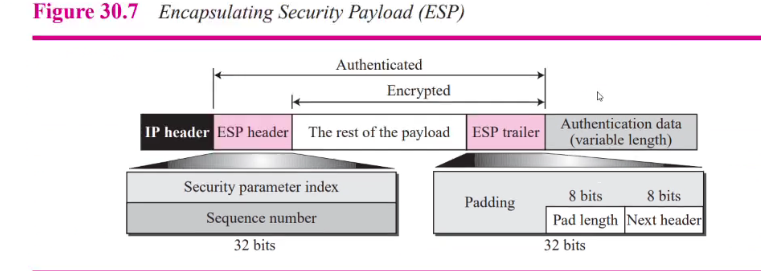 Figure 30.7 Encapsulating Security Payload (ESP)
Authenticated
Encrypted
IP header ESP header The rest of the payload ESP trailer Authentication data
(variable length)
Security parameter index
Sequence number
32 bits
Padding
8 bits 8 bits
Pad length Next header
32 bits